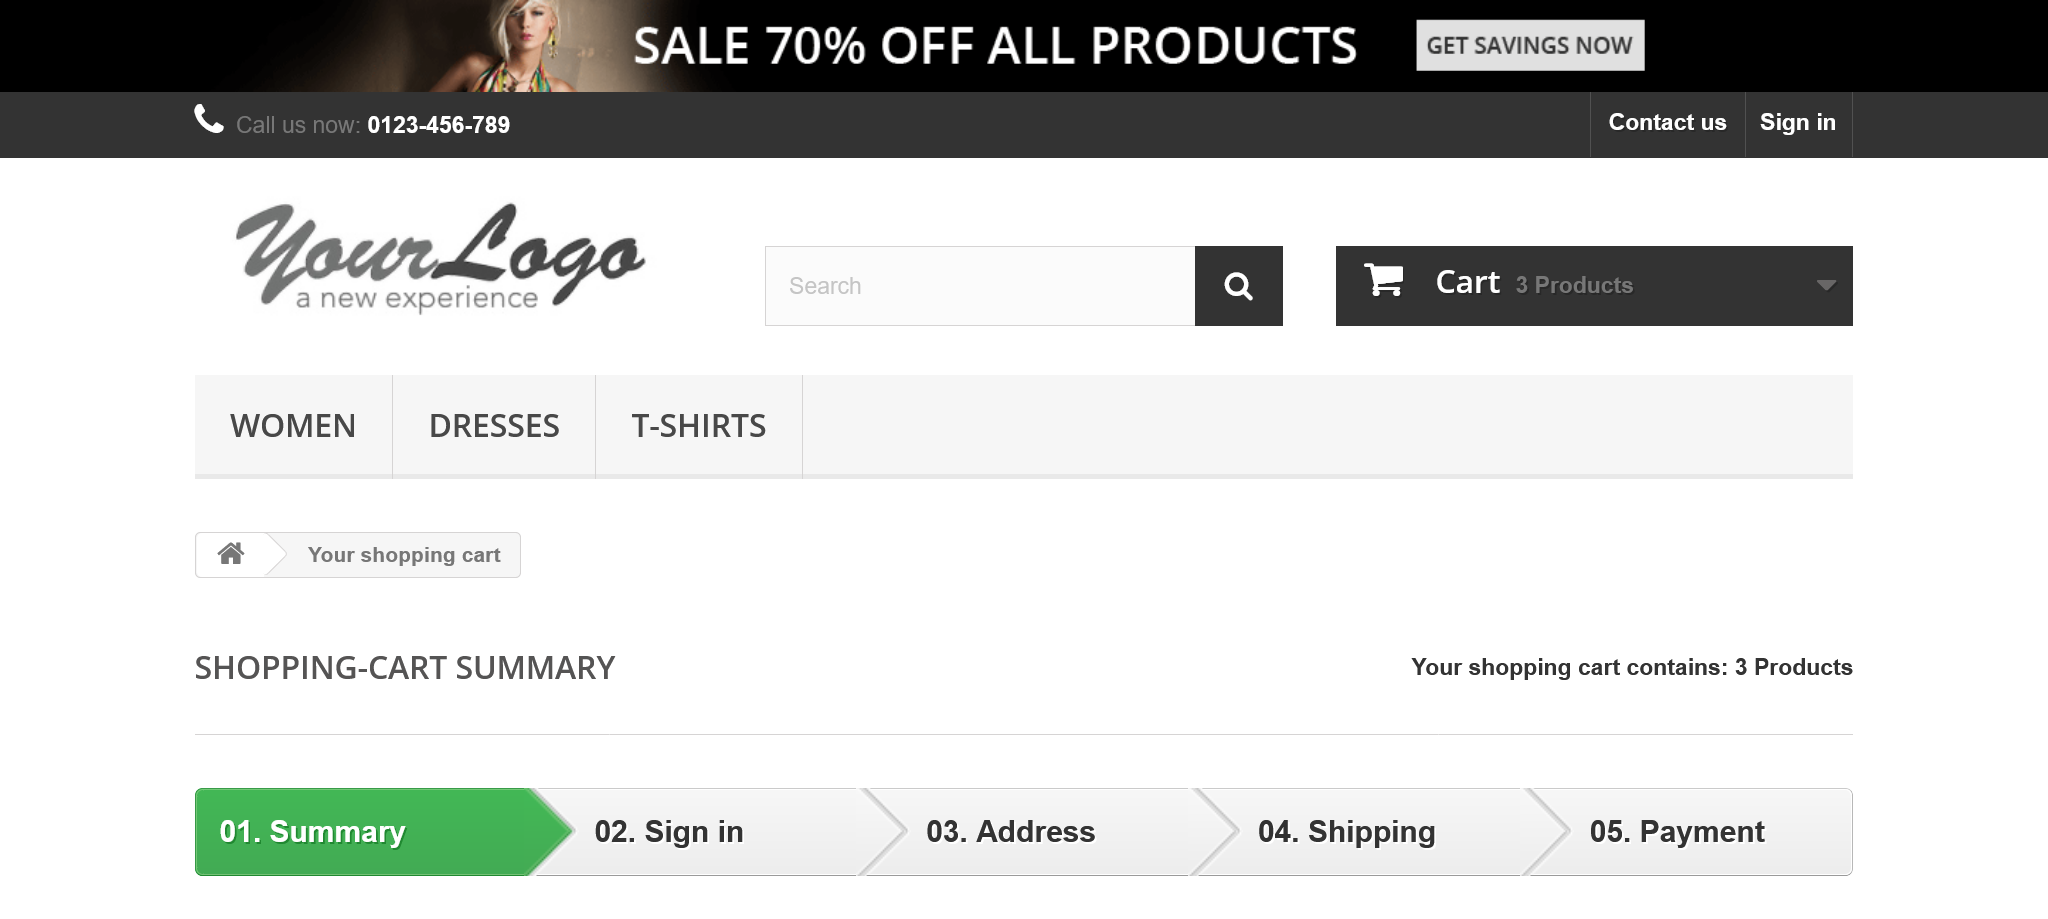 SALE 70% OFF ALL PRODUCTS
GET SAVINGS NOW
Call us now: 0123-456-789
Contact us
Sign in
Your Logo
a new experience
Search
Cart 3 Products
WOMEN
DRESSES
T-SHIRTS
Your shopping cart
SHOPPING-CART SUMMARY
Your shopping cart contains: 3 Products
01. Summary
02. Sign in
03. Address
04. Shipping
05. Payment